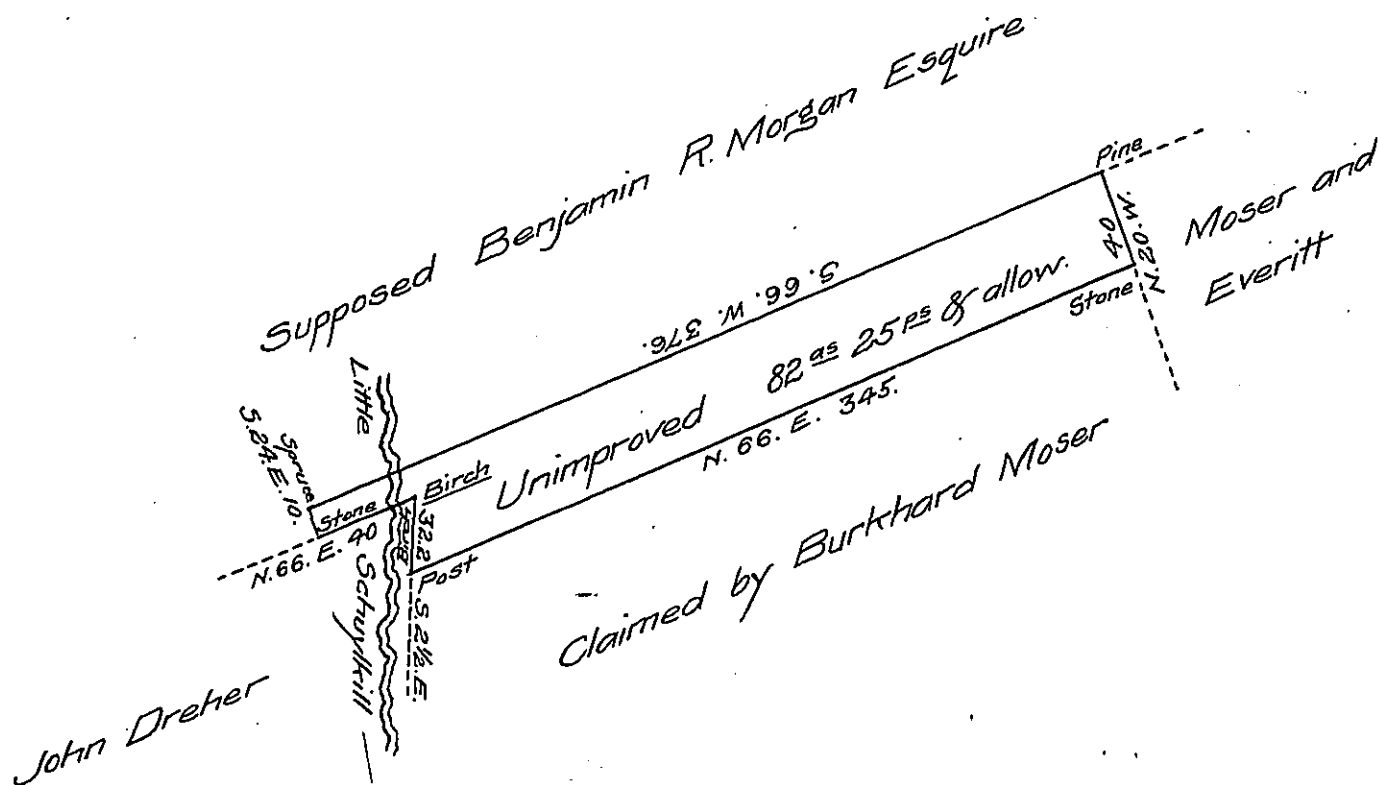 Supposed Benjamin R. Morgan Esquire
Pine
N. 20. W.
40
Moser and
Everitt
S. 66. W. 376.
82 as 25 ps & allow.
Stone
Unimproved
N. 66. E. 345.
Little
Schuylkill
Spruce
S. 24. E. 10.
Stone
N. 66. E. 40
Birch
32.2
Post
S. 2½. E.
Claimed by Burkhard Moser
John Dreher